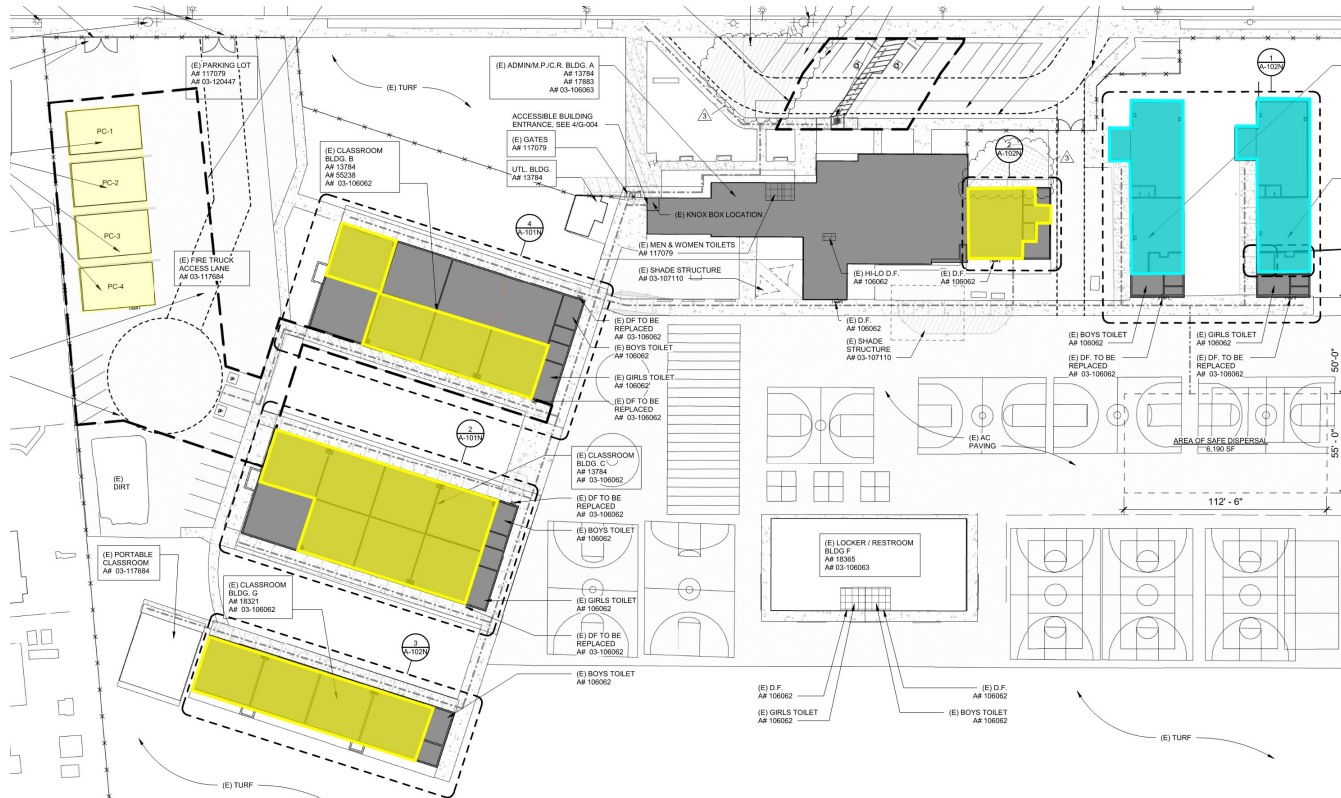 (E) PARKING LOT
A# 117079
A# 03-120447
(E) TURF
(E) ADMIN/M.P./C.R. BLDG. A
A# 13784
A# 17883
A# 03-106063
ACCESSIBLE BUILDING
ENTRANCE, SEE 4/G-004
(E) GATES
A# 117079
UTL. BLDG.
A# 13784
3
2
A-102N
3
1
A-102N
PC-1
PC-2
PC-3
PC-4
(E) CLASSROOM
BLDG. B
A# 13784
A# 55238
A# 03-106062
4
A-101N
(E) KNOX BOX LOCATION
(E) MEN & WOMEN TOILETS
A# 117079
(E) SHADE STRUCTURE
A# 03-107110
(E) HI-LO D.F.
A# 106062
(E) D.F.
A# 106062
(E) FIRE TRUCK
ACCESS LANE
A# 03-117684
(E) DF TO BE
REPLACED
A# 03-106062
(E) BOYS TOILET
A# 106062
(E) GIRLS TOILET
A# 106062
(E) DF TO BE
REPLACED
A# 03-106062
(E) D.F.
A# 106062
(E) SHADE
STRUCTURE
A# 03-107110
(E) BOYS TOILET
A# 106062
(E) DF. TO BE
REPLACED
A# 03-106062
(E) GIRLS TOILET
A# 106062
(E) DF. TO BE
REPLACED
A# 03-106062
50'-0"
2
A-101N
(E) CLASSROOM
BLDG. C
A# 13784
A# 03-106062
(E) AC
PAVING
AREA OF SAFE DISPERSAL
6,190 SF
55' - 0"
112' - 6"
(E)
DIRT
(E) DF TO BE
REPLACED
A# 03-106062
(E) BOYS TOILET
A# 106062
(E) LOCKER / RESTROOM
BLDG F
A# 18365
A# 03-106063
(E) PORTABLE
CLASSROOM
A# 03-117684
(E) CLASSROOM
BLDG. G
A# 18321
A# 03-106062
(E) GIRLS TOILET
A# 106062
(E) DF TO BE
REPLACED
A# 03-106062
3
A-102N
(E) BOYS TOILET
A# 106062
(E) D.F.
A# 106062
(E) GIRLS TOILET
A# 106062
(E) D.F.
A# 106062
(E) BOYS TOILET
A# 106062
(E) TURF
(E) TURF